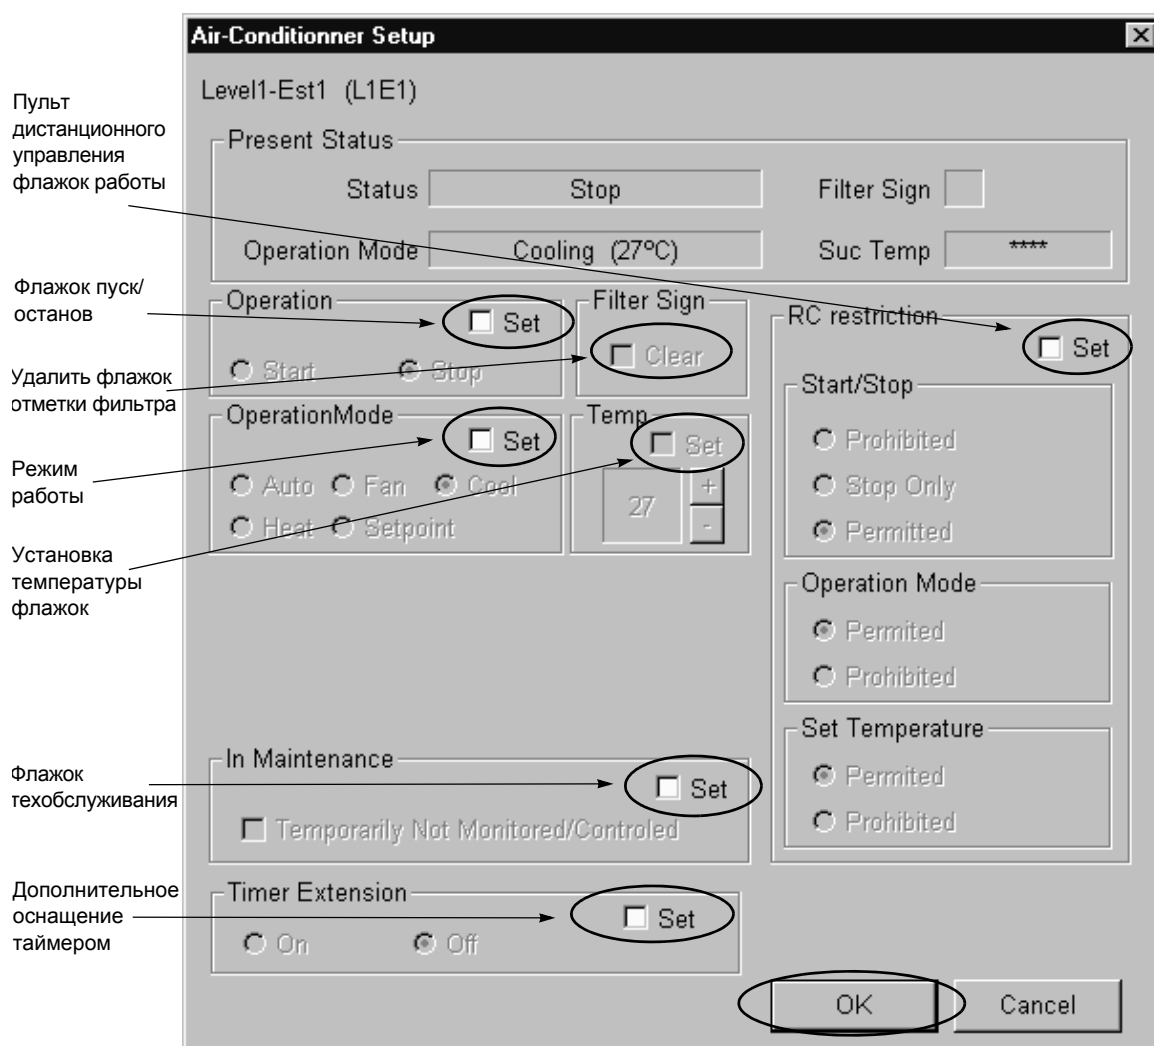 Air-Conditionner Setup
Level1-Est1 (L1E1)
Пульт
дистанционного
управления
флажок работы
Present Status
Status Stop Filter Sign
Operation Mode Cooling (27ºC) Suc Temp ****
Флажок пуск/
останов
Operation
Set
Start Stop
Filter Sign
Clear
RC restriction
Set
Удалить флажок
отметки фильтра
OperationMode
Set
Auto Fan Cool
Heat Setpoint
Temp
Set
27 + -
Start/Stop
Prohibited
Stop Only
Permitted
Режим
работы
Установка
температуры
флажок
Operation Mode
Permited
Prohibited
Set Temperature
Permited
Prohibited
Флажок
техобслуживания
In Maintenance
Set
Temporarily Not Monitored/Controled
Дополнительное
оснащение
таймером
Timer Extension
Set
On Off
OK Cancel